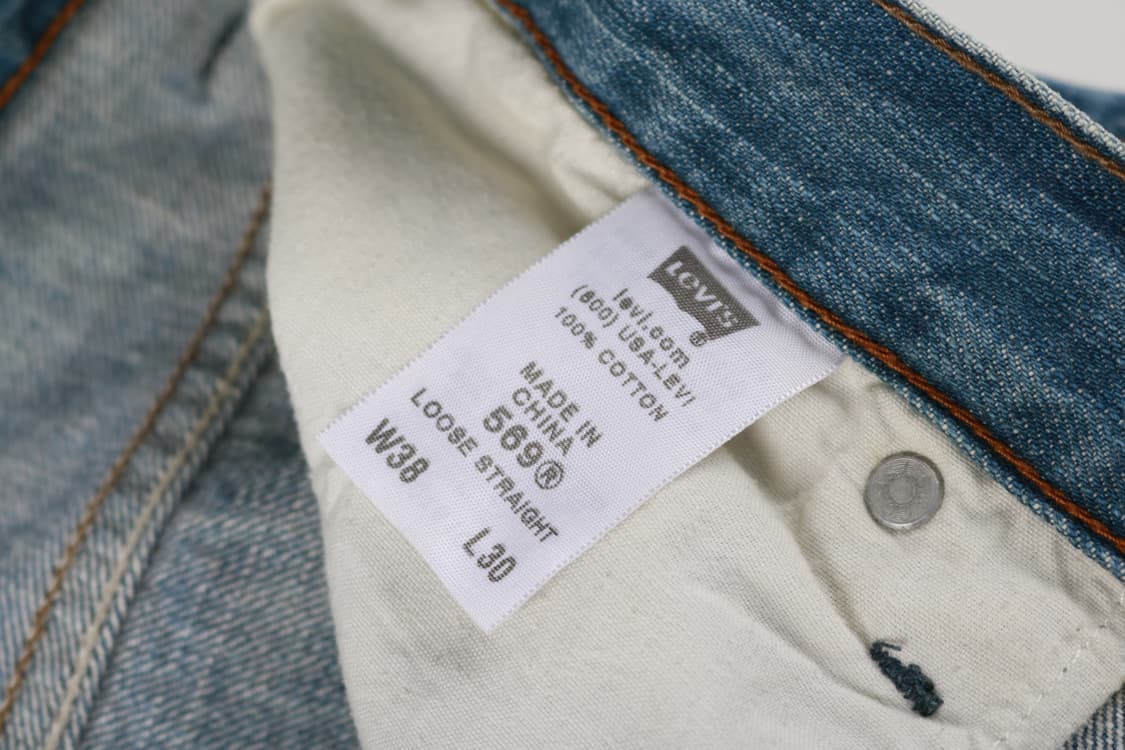 LEVI'S
®
levi.com
(800) USA-LEVI
100% COTTON
MADE IN
CHINA
569®
LOOSE STRAIGHT
W38 L30